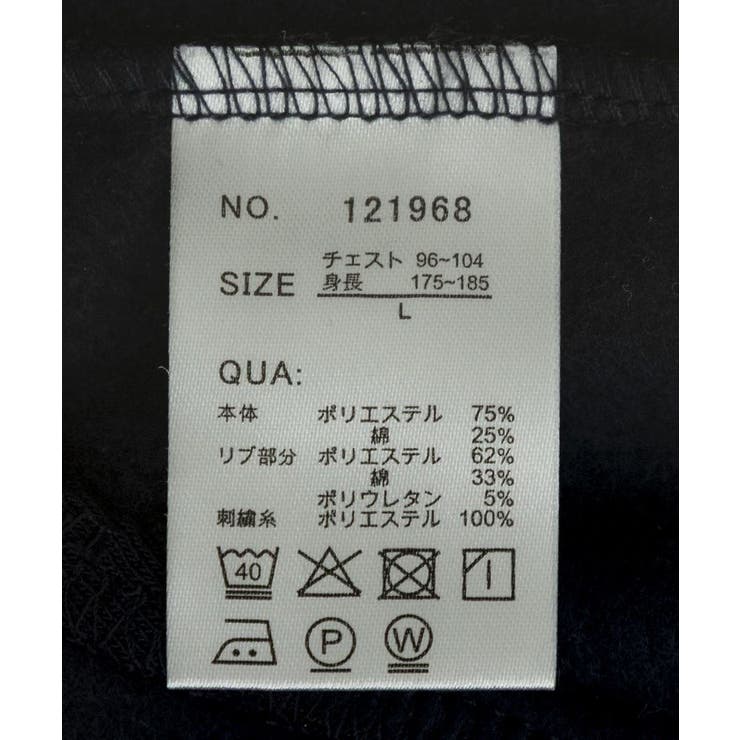 NO. 121968
チェスト 96~104
SIZE 身長 175~185
L
QUA:
本体 ポリエステル 75%
綿 25%
リブ部分 ポリエステル 62%
綿 33%
ポリウレタン 5%
刺繍糸 ポリエステル 100%
40
P W